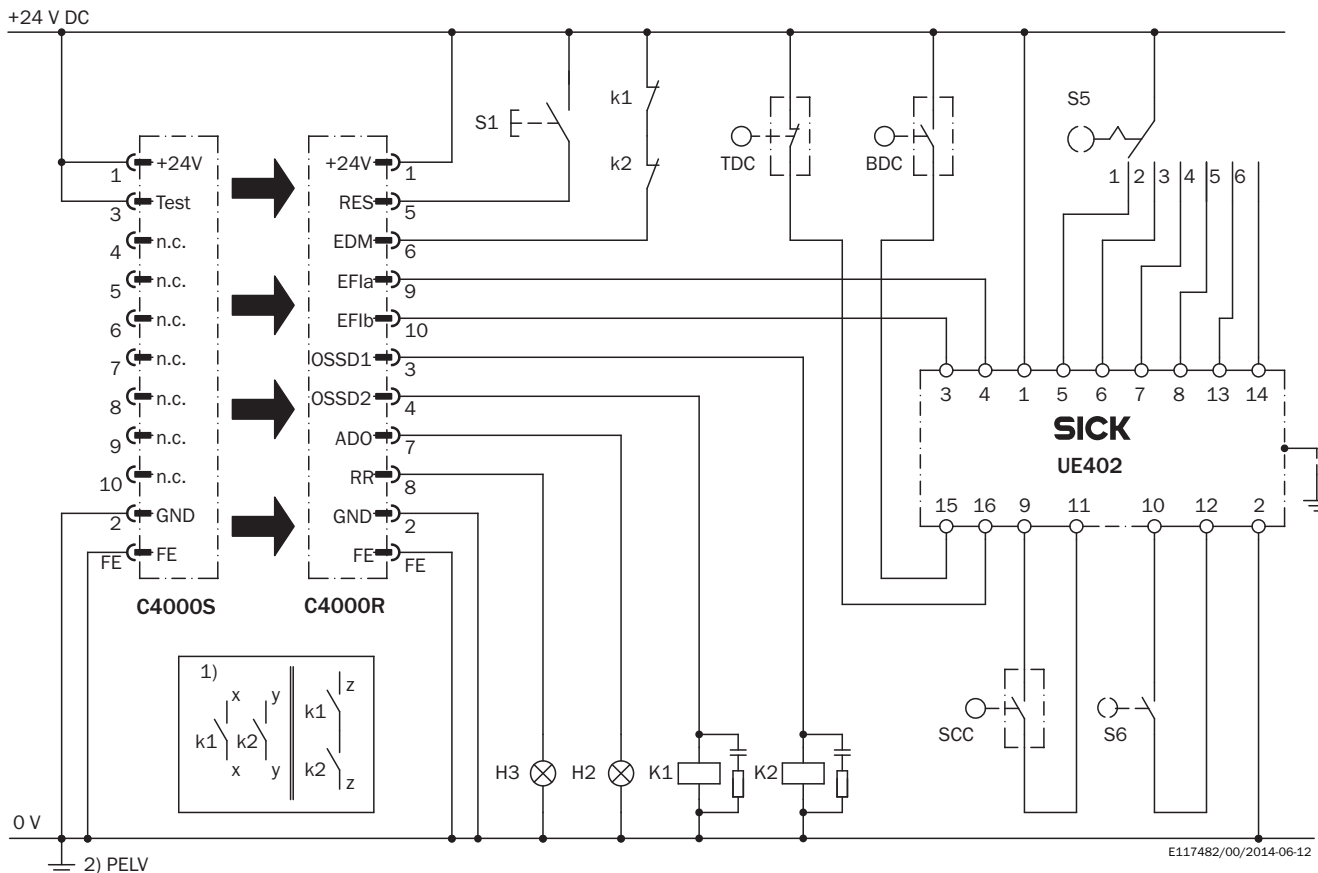 +24 V DC
S1
k1
k2
TDC
BDC
S5
1 2 3 4 5 6
1 +24V
3 Test
4 n.c.
5 n.c.
6 n.c.
7 n.c.
8 n.c.
9 n.c.
10 n.c.
2 GND
FE FE
C4000S
+24V 1
RES 5
EDM 6
EFIa 9
EFIb 10
OSSD1 3
OSSD2 4
ADO 7
RR 8
GND 2
FE FE
C4000R
3 4 1 5 6 7 8 13 14
SICK
UE402
15 16 9 11 10 12 2
SCC
S6
1)
x y z
k1 k2 k1
x y
k2
z
H3
H2
K1
K2
0 V
2) PELV
E117482/00/2014-06-12